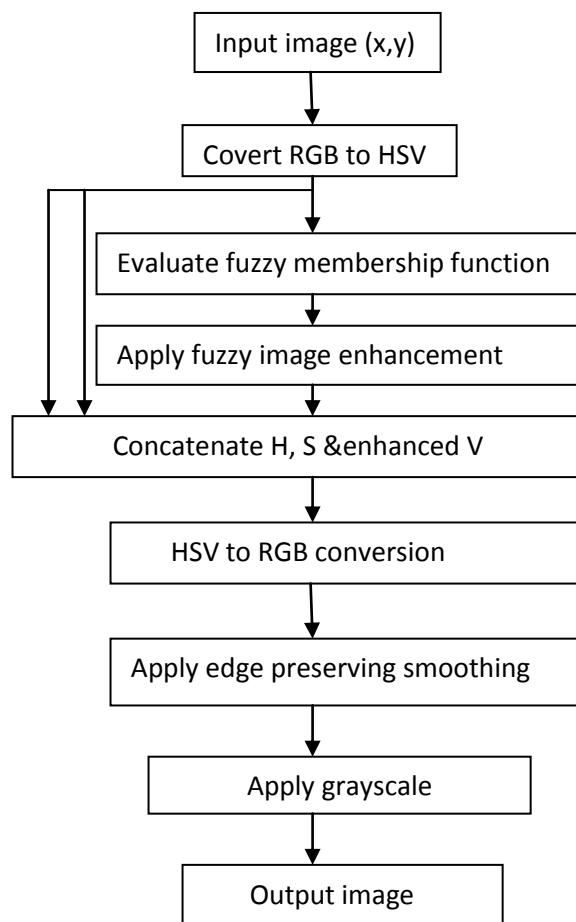 Input image (x,y)
Covert RGB to HSV
Evaluate fuzzy membership function
Apply fuzzy image enhancement
Concatenate H, S &enhanced V
HSV to RGB conversion
Apply edge preserving smoothing
Apply grayscale
Output image